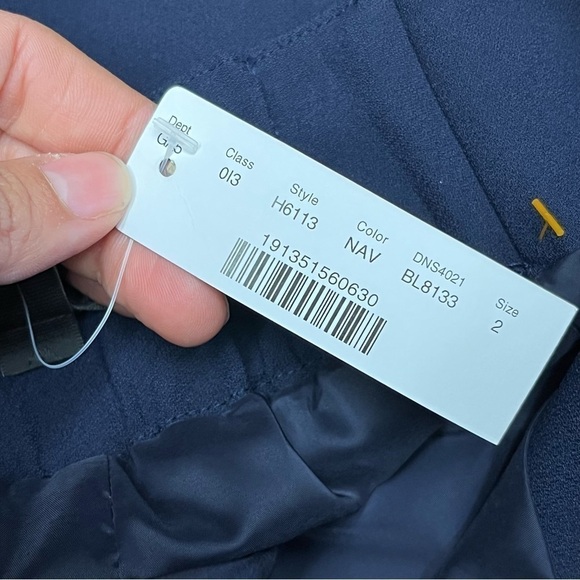 Dept
Class
013
Style
H6113
Color
NAV
DNS4021
BL8133
Size
2
191351560630